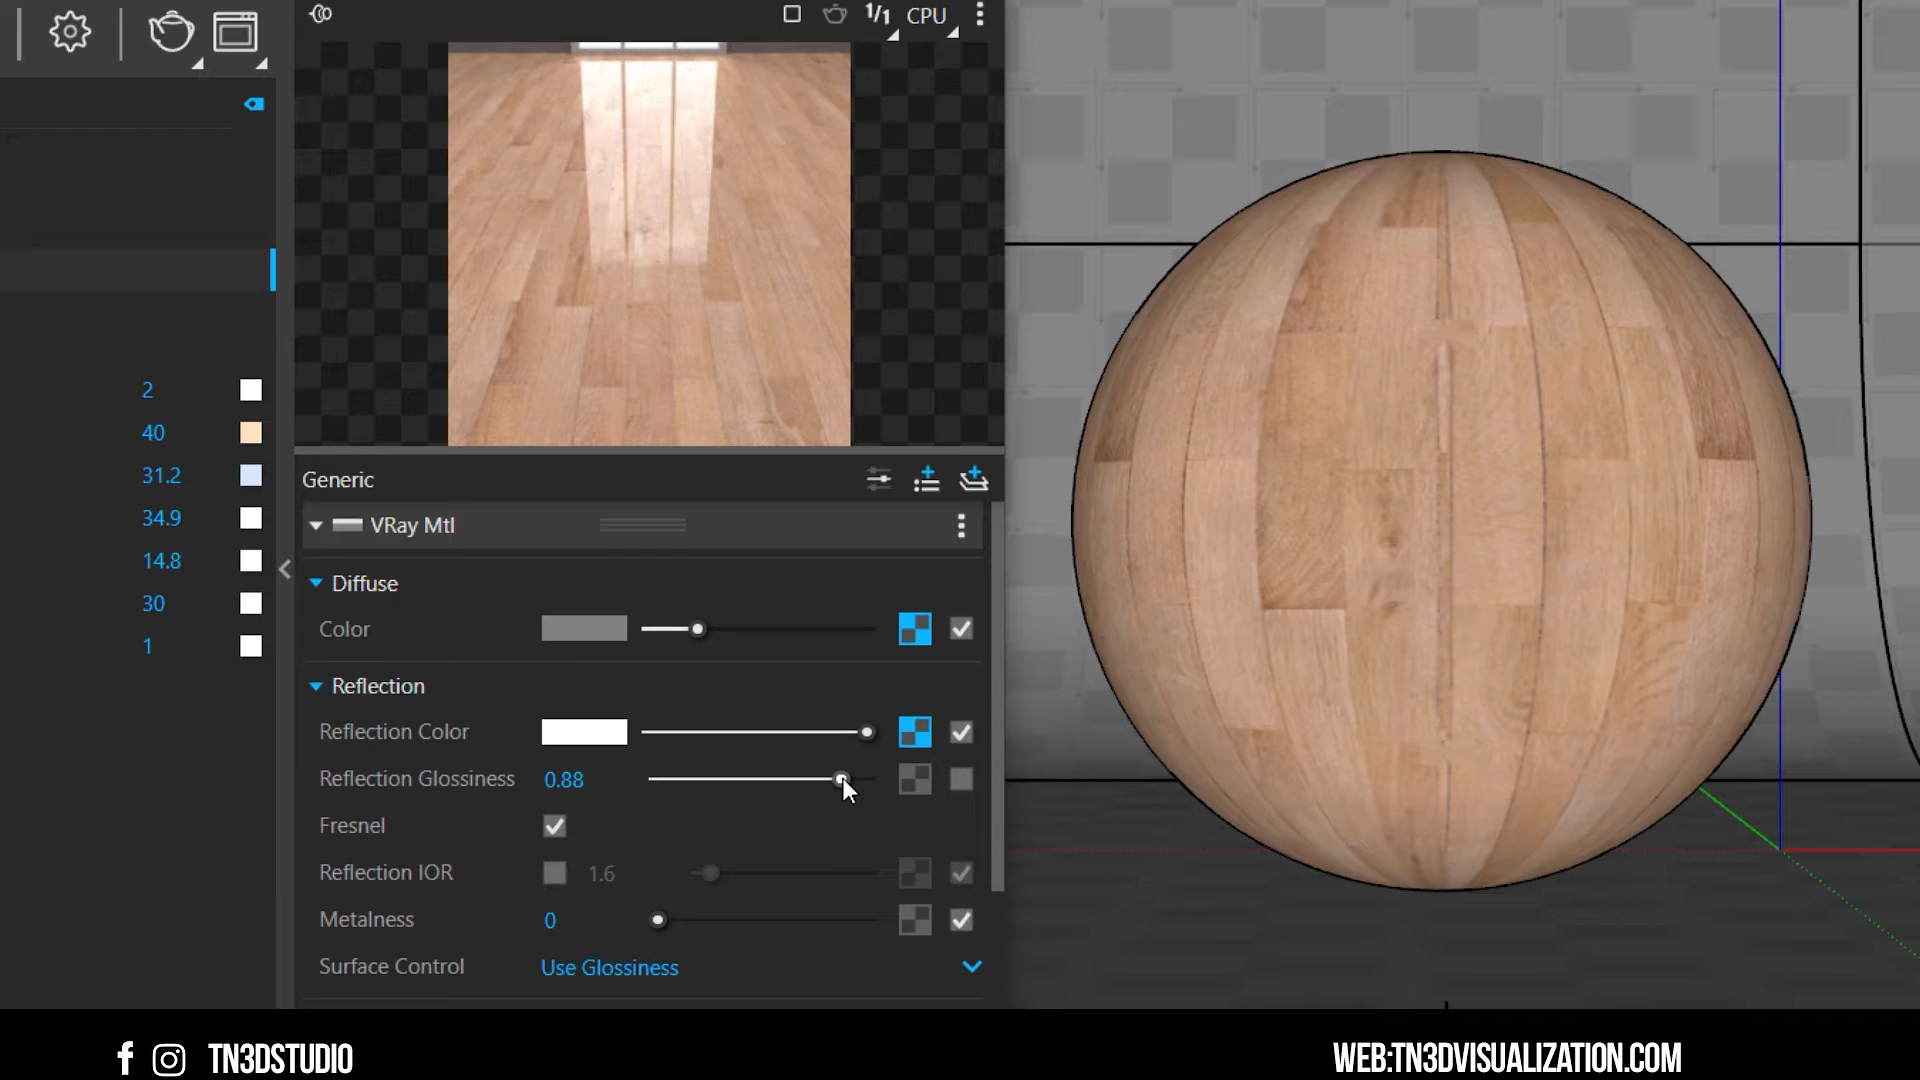 1/1 CPU
2
40
31.2
34.9
14.8
30
1
Generic
VRay Mtl
Diffuse
Color
Reflection
Reflection Color
Reflection Glossiness 0.88
Fresnel
Reflection IOR 1.6
Metalness 0
Surface Control Use Glossiness
TN3DSTUDIO
WEB:TN3DVISUALIZATION.COM